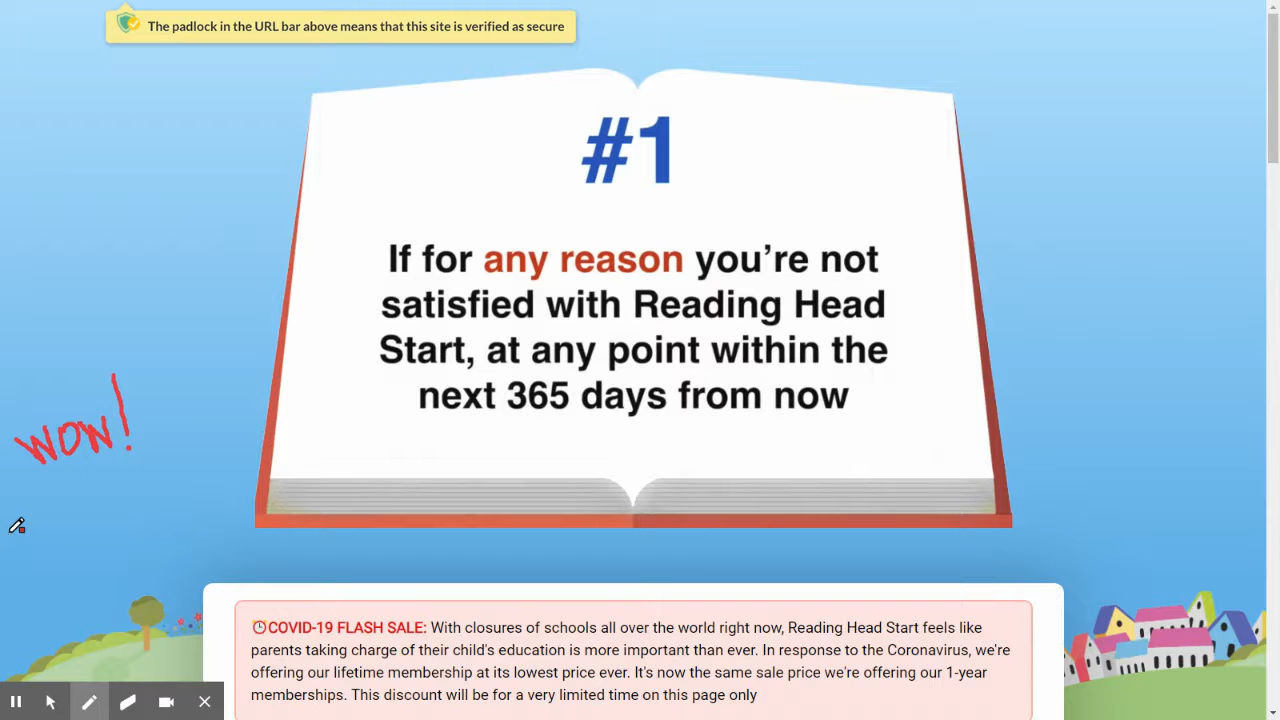 The padlock in the URL bar above means that this site is verified as secure
#1
If for any reason you’re not
satisfied with Reading Head
Start, at any point within the
next 365 days from now
WOW!
COVID-19 FLASH SALE: With closures of schools all over the world right now, Reading Head Start feels like
parents taking charge of their child's education is more important than ever. In response to the Coronavirus, we're
offering our lifetime membership at its lowest price ever. It's now the same sale price we're offering our 1-year
memberships. This discount will be for a very limited time on this page only